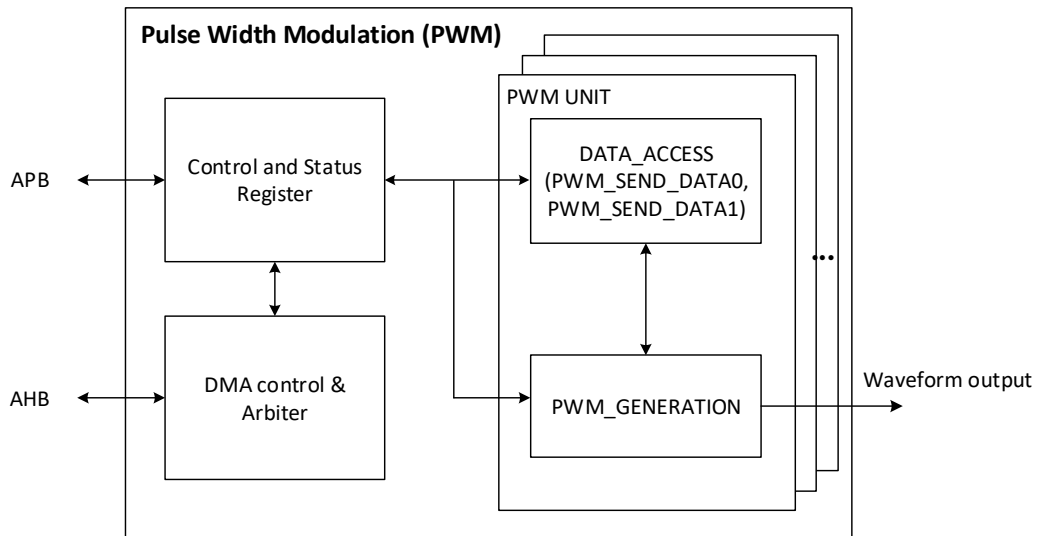 Pulse Width Modulation (PWM)
PWM UNIT
Control and Status
Register
DATA_ACCESS
(PWM_SEND_DATA0,
PWM_SEND_DATA1)
APB
...
DMA control &
Arbiter
AHB
PWM_GENERATION
Waveform output